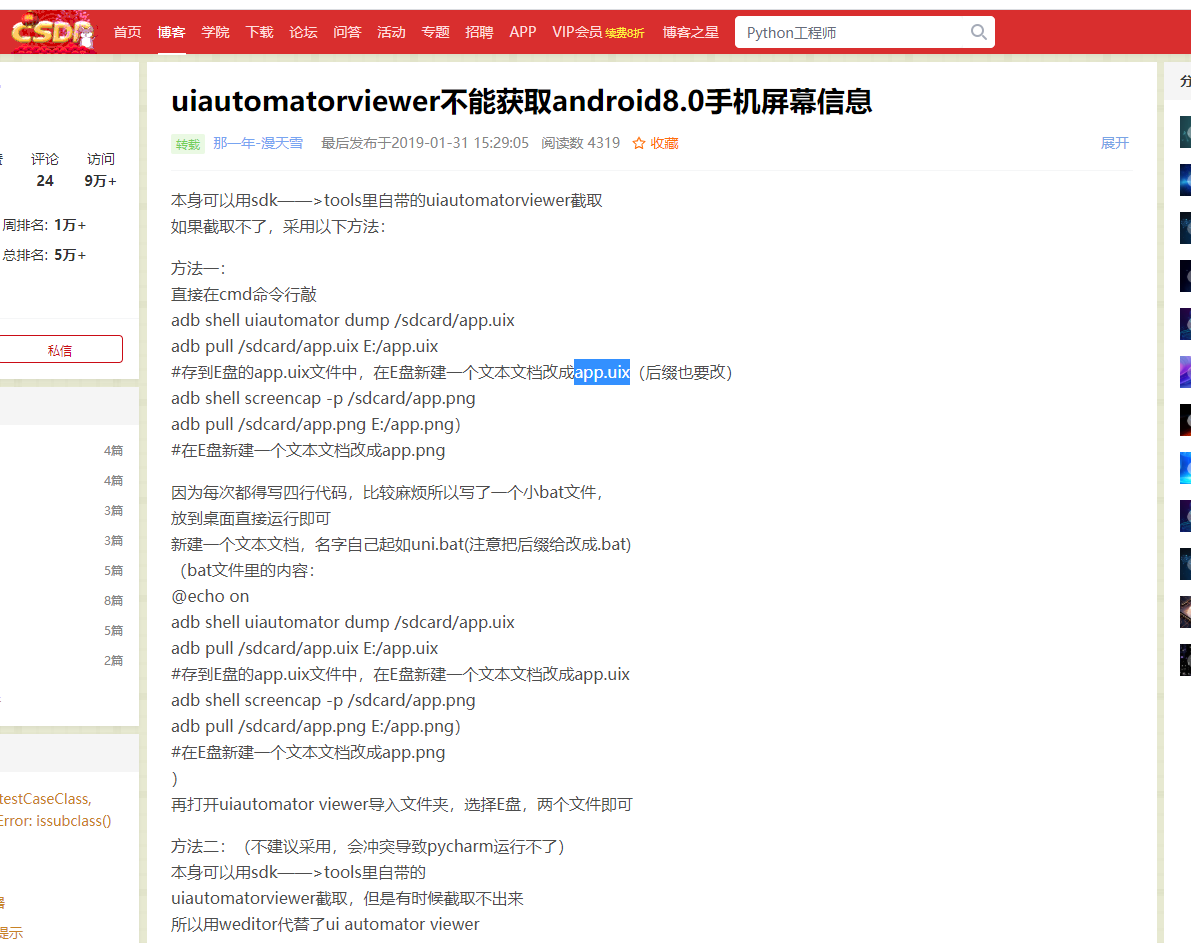 CSDN 首页 博客 学院 下载 论坛 问答 活动 专题 招聘 APP VIP会员 续费8折 博客之星 Python工程师
uiautomatorviewer不能获取android8.0手机屏幕信息
转载 那一年-漫天雪 最后发布于2019-01-31 15:29:05 阅读数 4319 ☆ 收藏 展开
评论 访问
24 9万+
周排名: 1万+
总排名: 5万+
私信
4篇
4篇
3篇
3篇
5篇
8篇
5篇
2篇
testCaseClass,
Error: issubclass()
提示
本身可以用sdk——>tools里自带的uiautomatorviewer截取
如果截取不了，采用以下方法：
方法一：
直接在cmd命令行敲
adb shell uiautomator dump /sdcard/app.uix
adb pull /sdcard/app.uix E:/app.uix
#存到E盘的app.uix文件中，在E盘新建一个文本文档改成app.uix（后缀也要改）
adb shell screencap -p /sdcard/app.png
adb pull /sdcard/app.png E:/app.png）
#在E盘新建一个文本文档改成app.png
因为每次都得写四行代码，比较麻烦所以写了一个小bat文件，
放到桌面直接运行即可
新建一个文本文档，名字自己起如uni.bat(注意把后缀给改成.bat)
（bat文件里的内容：
@echo on
adb shell uiautomator dump /sdcard/app.uix
adb pull /sdcard/app.uix E:/app.uix
#存到E盘的app.uix文件中，在E盘新建一个文本文档改成app.uix
adb shell screencap -p /sdcard/app.png
adb pull /sdcard/app.png E:/app.png）
#在E盘新建一个文本文档改成app.png
）
再打开uiautomator viewer导入文件夹，选择E盘，两个文件即可
方法二：（不建议采用，会冲突导致pycharm运行不了）
本身可以用sdk——>tools里自带的
uiautomatorviewer截取，但是有时候截取不出来
所以用weditor代替了ui automator viewer